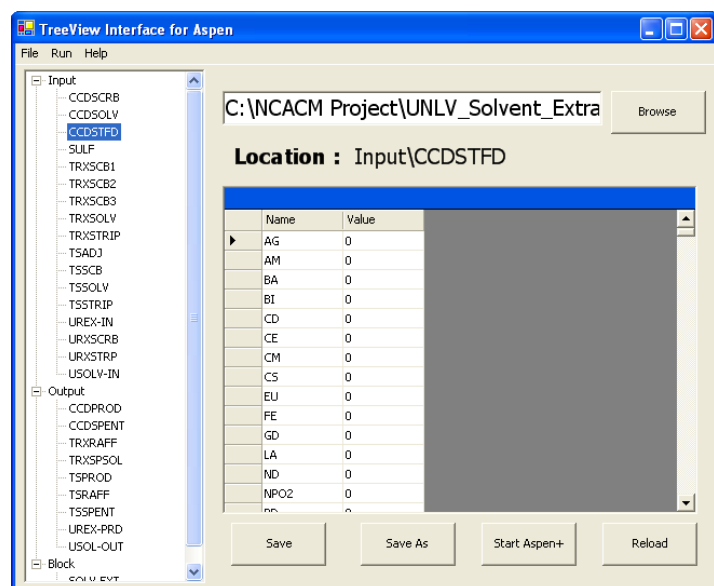 TreeView Interface for Aspen
File Run Help
Input
CCDSCRB
CCDSOLV
CCDSTFD
SULF
TRXSCB1
TRXSCB2
TRXSCB3
TRXSOLV
TRXSTRIP
TSADJ
TSSCB
TSSOLV
TSSTRIP
UREX-IN
URXSCRB
URXSTRP
USOLV-IN
Output
CCDPROD
CCDSPENT
TRXRAFF
TRXSPSOL
TSPROD
TSRAFF
TSSPENT
UREX-PRD
USOL-OUT
Block
C:\NCACM Project\UNLV_Solvent_Extra
Browse
Location : Input\CCDSTFD
Name Value
AG 0
AM 0
BA 0
BI 0
CD 0
CE 0
CM 0
CS 0
EU 0
FE 0
GD 0
LA 0
ND 0
NPO2 0
Save Save As Start Aspen+ Reload